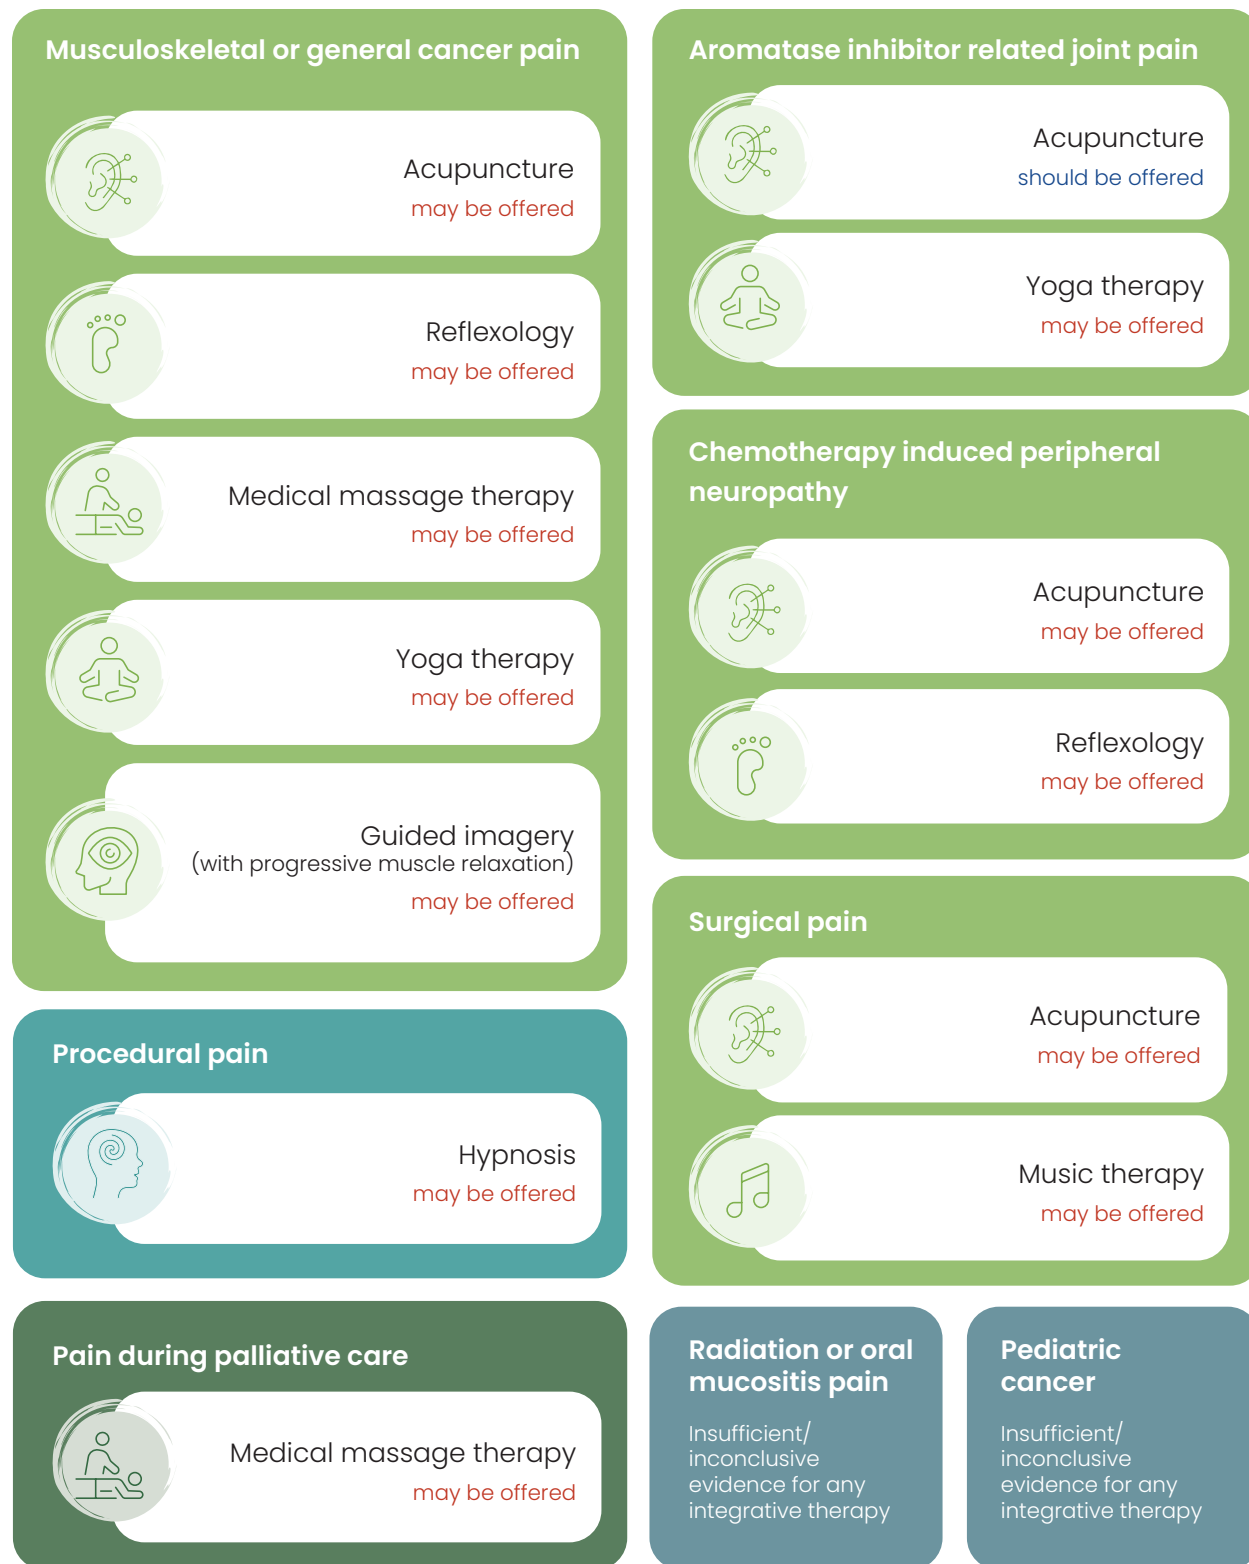 Musculoskeletal or general cancer pain
Acupuncture
may be offered
Reflexology
may be offered
Medical massage therapy
may be offered
Yoga therapy
may be offered
Guided imagery
(with progressive muscle relaxation)
may be offered
Procedural pain
Hypnosis
may be offered
Pain during palliative care
Medical massage therapy
may be offered
Aromatase inhibitor related joint pain
Acupuncture
should be offered
Yoga therapy
may be offered
Chemotherapy induced peripheral
neuropathy
Acupuncture
may be offered
Reflexology
may be offered
Surgical pain
Acupuncture
may be offered
Music therapy
may be offered
Radiation or oral
mucositis pain
Insufficient/
inconclusive
evidence for any
integrative therapy
Pediatric
cancer
Insufficient/
inconclusive
evidence for any
integrative therapy